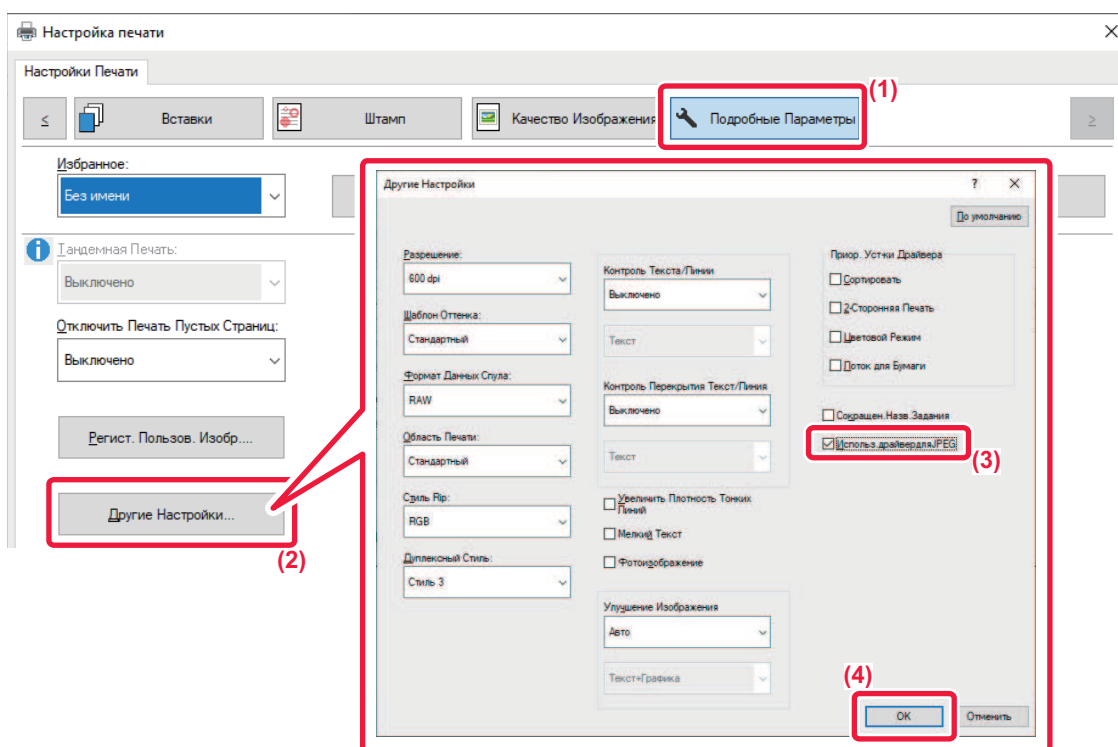 Настройка печати
Настройки Печати
(1)
<
Вставки
Штамп
Качество Изображения
Подробные Параметры
>
Избранное:
Без имени
Тандемная Печать:
Выключено
Отключить Печать Пустых Страниц:
Выключено
Регист. Пользов. Изобр....
Другие Настройки...
(2)
Другие Настройки
?
По умолчанию
Разрешение:
600 dpi
Шаблон Оттенка:
Стандартный
Формат Данных Спула:
RAW
Область Печати:
Стандартный
Стиль Rip:
RGB
Дуплексный Стиль:
Стиль 3
Контроль Текста/Линии
Выключено
Текст
Контроль Перекрытия Текст/Линия
Выключено
Текст
Увеличить Плотность Тонких
Линий
Мелкий Текст
Фотоизображение
Улучшение Изображения
Авто
Текст+Графика
Приор. Уст-ки Драйвера
Сортировать
2-Сторонняя Печать
Цветовой Режим
Лоток для Бумаги
Сокращен.Назв.Задания
Использ.драйвердляJPEG
(3)
(4)
OK
Отменить